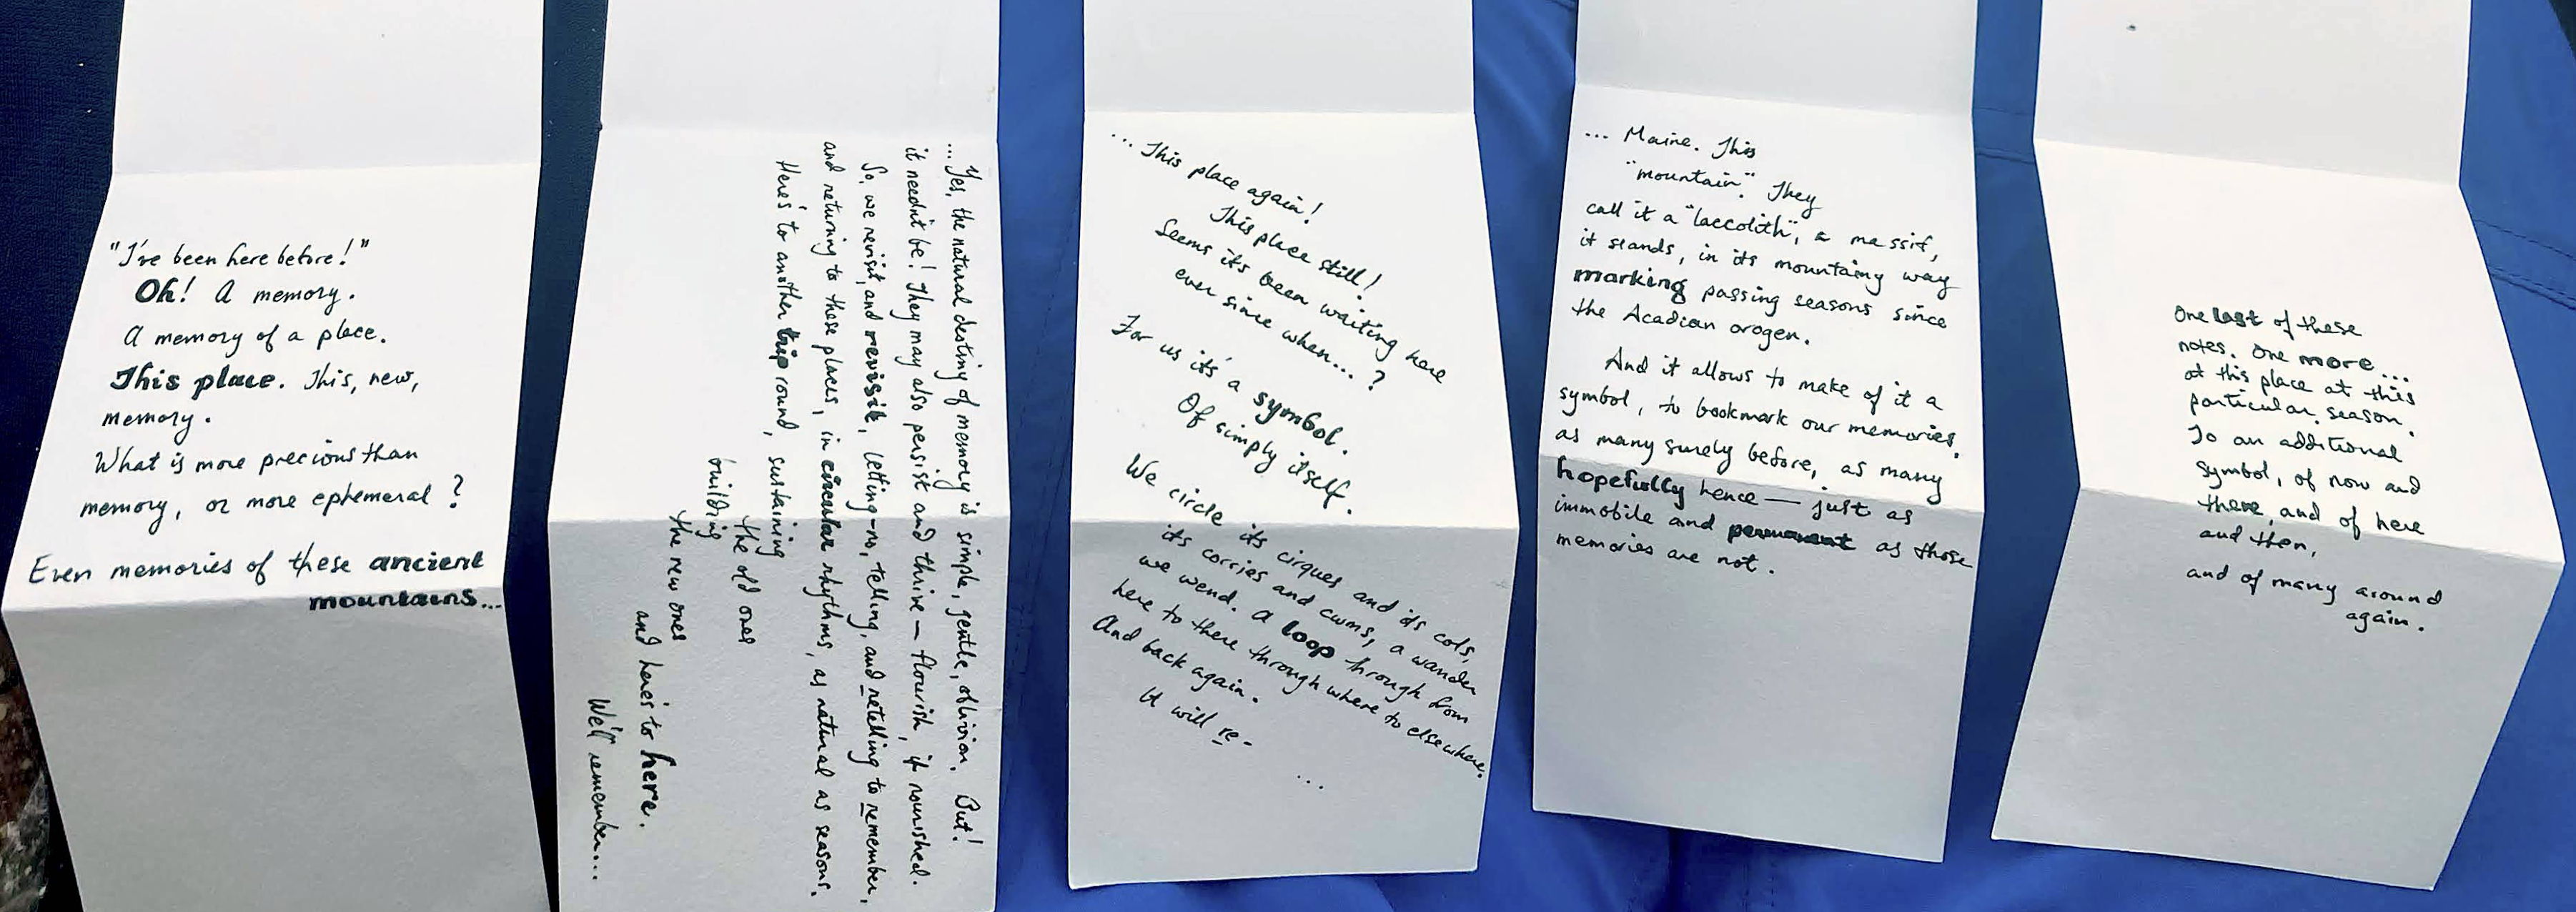 "I've been here before!"
Oh! A memory.
A memory of a place.
This place. This, new,
memory.
What is more precious than
memory, or more ephemeral?
Even memories of these ancient
mountains...
...Yes, the natural destiny of memory is simple, gentle, oblivion. But!
it needn't be! They may also persist and thrive — flourish, if nourished.
So, we revisit, and revisit, letting-no, telling, and retelling to remember,
and returning to these places, in circular rhythms, as natural as seasons.
Here's to another trip round, sustaining
the old ones
building
the new ones
and here's to here.
We'll remember...
...This place again!
This place still!
Seems its been waiting here
ever since when...?
For us it's a symbol.
Of simply itself.
We circle its cirques and its cols,
its corries and cwms, a wander
we wend. A loop through from
here to there through where to elsewhere.
And back again.
It will re-
...
... Maine. This
"mountain." They
call it a "laccolith", a massif,
it stands, in its mountainy way
marking passing seasons since
the Acadian orogen.
And it allows to make of it a
symbol, to bookmark our memories,
as many surely before, as many
hopefully hence — just as
immobile and permanent as those
memories are not.
One last of these
notes. One more...
at this place at this
particular season.
To an additional
symbol, of now and
there, and of here
and then,
and of many around
again.